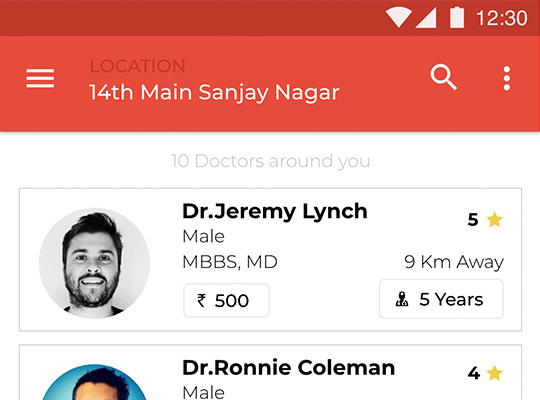 12:30
LOCATION
14th Main Sanjay Nagar
10 Doctors around you
Dr.Jeremy Lynch
5
Male
MBBS, MD
9 Km Away
₹ 500
5 Years
Dr.Ronnie Coleman
4
Male